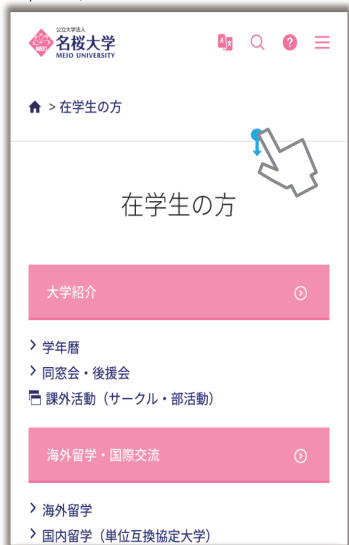 公立大学法人
名桜大学
MEIO UNIVERSITY
A 文
?
> 在学生の方
在学生の方
大学紹介
学年暦
同窓会・後援会
課外活動（サークル・部活動）
海外留学・国際交流
海外留学
国内留学（単位互換協定大学）